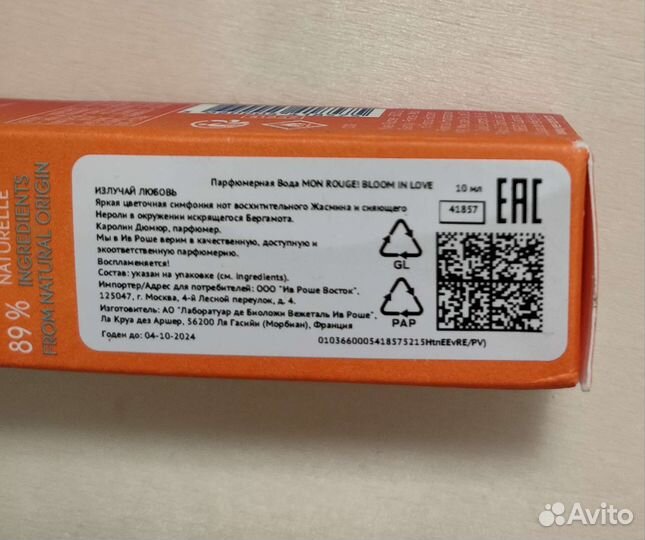 NATURELLE
89 % INGREDIENTS
FROM NATURAL ORIGIN
Парфюмерная Вода MON ROUGE! BLOOM IN LOVE 10 мл
ИЗЛУЧАЙ ЛЮБОВЬ
41857
EAC
Яркая цветочная симфония нот восхитительного Жасмина и сияющего
Нероли в окружении искрящегося Бергамота.
Каролин Дюмюр, парфюмер.
Мы в Ив Роше верим в качественную, доступную и
экоответственную парфюмерию.
Воспламеняется!
Состав: указан на упаковке (см. Ingredients).
Импортер/Адрес для потребителей: ООО "Ив Роше Восток",
125047, г. Москва, 4-й Лесной переулок, д. 4.
Изготовитель: АО "Лаборатуар де Биоложи Вежеталь Ив Роше",
Ла Круа дез Аршер, 56200 Ля Гасийи (Морбиан), Франция
Годен до: 04-10-2024
GL
PAP
0103660005418575215HtnEEvRE/PV)
Avito